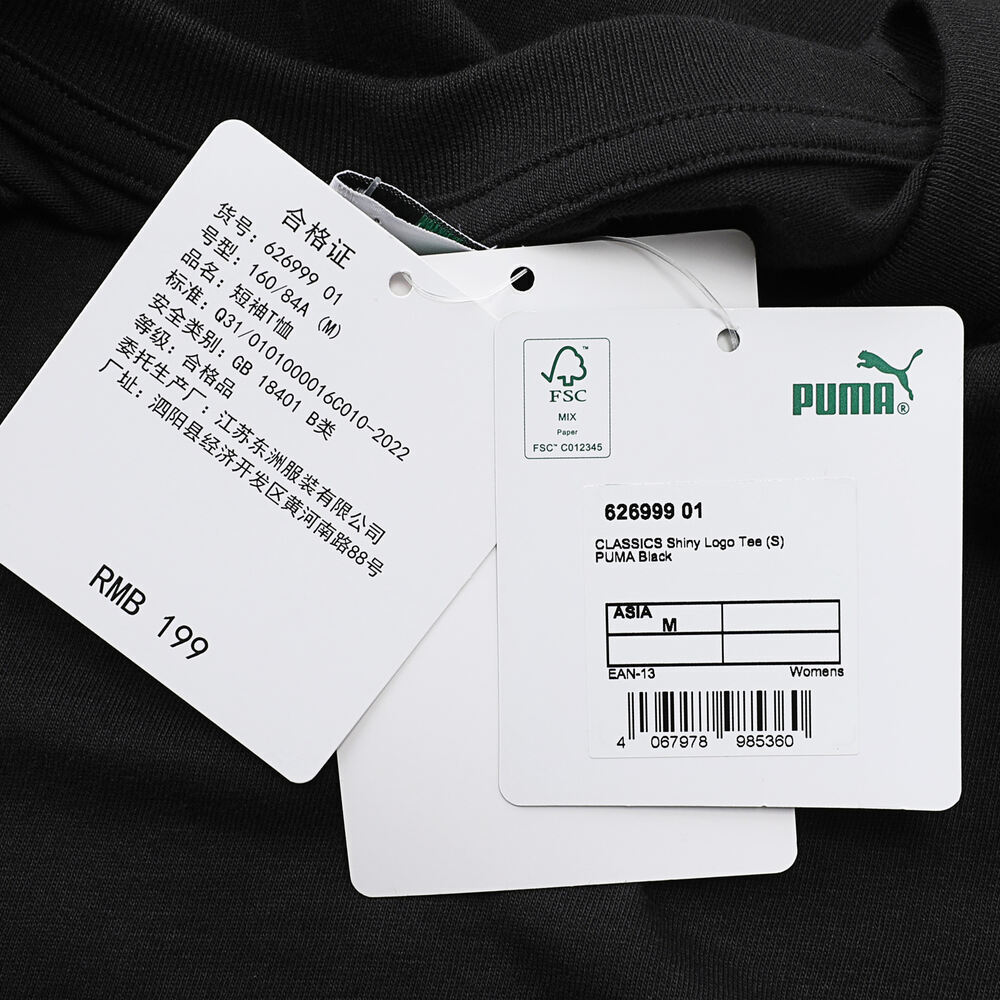 合格证
货号: 626999 01
号型: 160/84A (M)
品名: 短袖T恤
标准: Q31/0101000016C010-2022
安全类别: GB 18401 B类
等级: 合格品
委托生产厂: 江苏东洲服装有限公司
厂址: 泗阳县经济开发区黄河南路88号
RMB 199
FSC
MIX
Paper
FSC™ C012345
PUMA®
626999 01
CLASSICS Shiny Logo Tee (S)
PUMA Black
ASIA
M
EAN-13 Womens
4 067978 985360